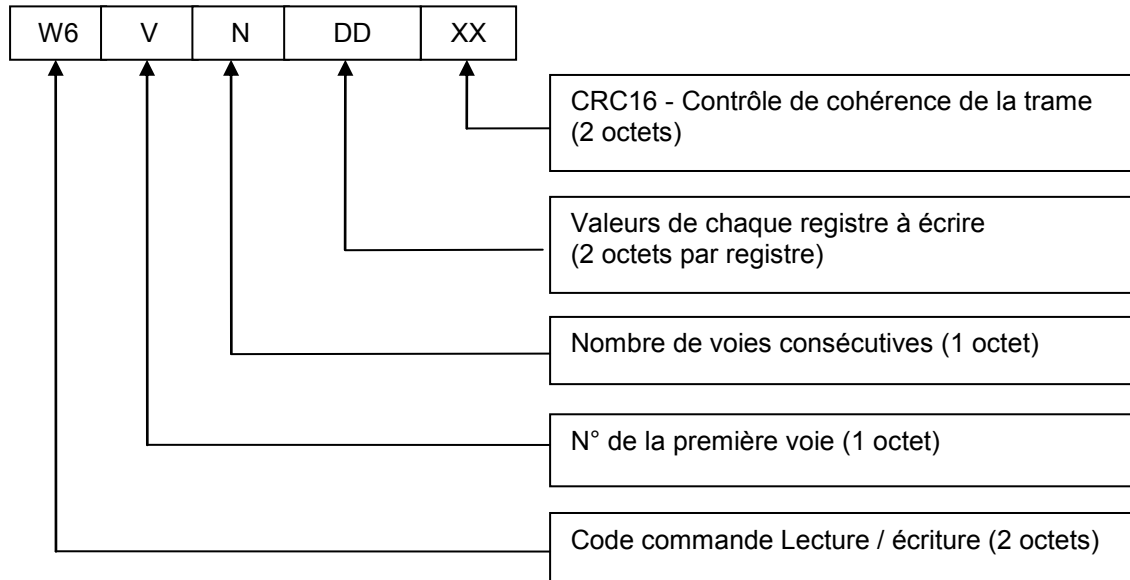 W6 V N DD XX
CRC16 - Contrôle de cohérence de la trame
(2 octets)
Valeurs de chaque registre à écrire
(2 octets par registre)
Nombre de voies consécutives (1 octet)
N° de la première voie (1 octet)
Code commande Lecture / écriture (2 octets)